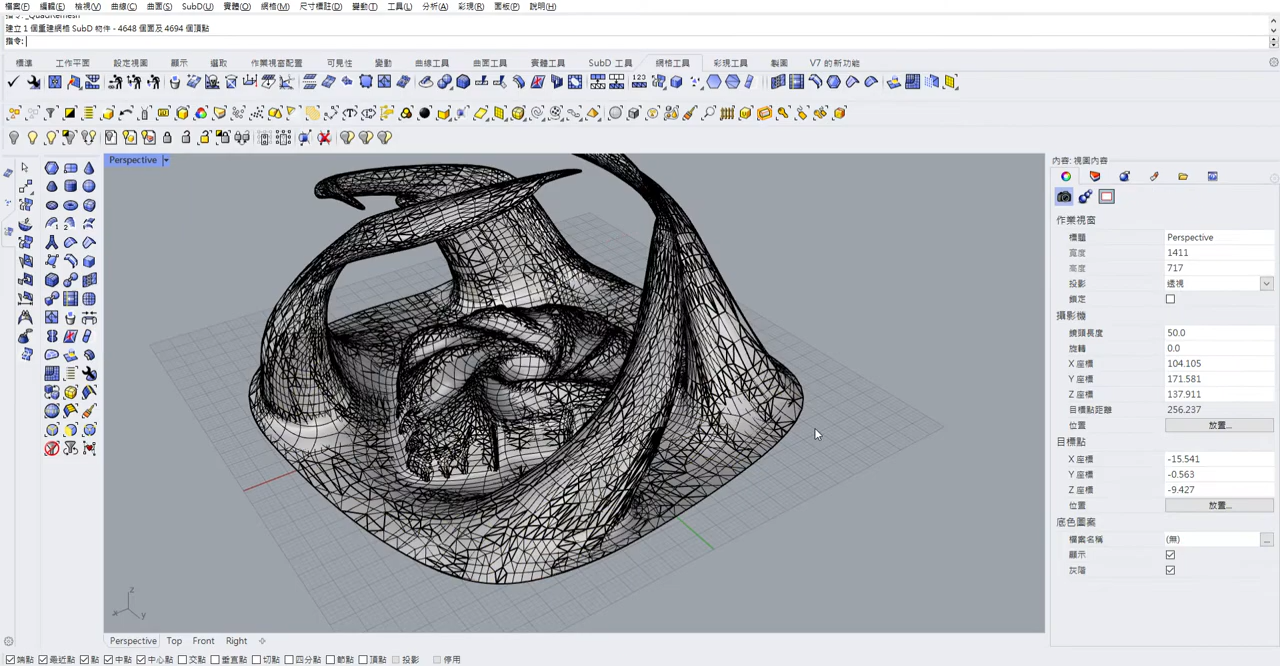 檔案(F) 編輯(E) 檢視(V) 曲線(C) 曲面(S) SubD(U) 實體(O) 網格(M) 尺寸標註(D) 變動(T) 工具(L) 分析(A) 彩現(R) 面板(P) 說明(H)
建立 1 個重建網格 SubD 物件 - 4648 個面及 4694 個頂點
指令:
標準 工作平面 設定視窗 顯示 選取 作業視窗配置 可見性 變動 曲線工具 曲面工具 實體工具 SubD 工具 網格工具 彩現工具 製圖 V7 的新功能
Perspective
內容: 視圖內容
作業視窗
標題 Perspective
寬度 1411
高度 717
投影 透視
鎖定
攝影機
鏡頭長度 50.0
旋轉 0.0
X 座標 104.105
Y 座標 171.581
Z 座標 137.911
目標點距離 256.237
位置 放置...
目標點
X 座標 -15.541
Y 座標 -0.563
Z 座標 -9.427
位置 放置...
底色圖案
檔案名稱 (無) ...
顯示
灰階
z
x y
Perspective Top Front Right
端點 最近點 點 中點 中心點 交點 垂直點 切點 四分點 節點 頂點 投影 停用